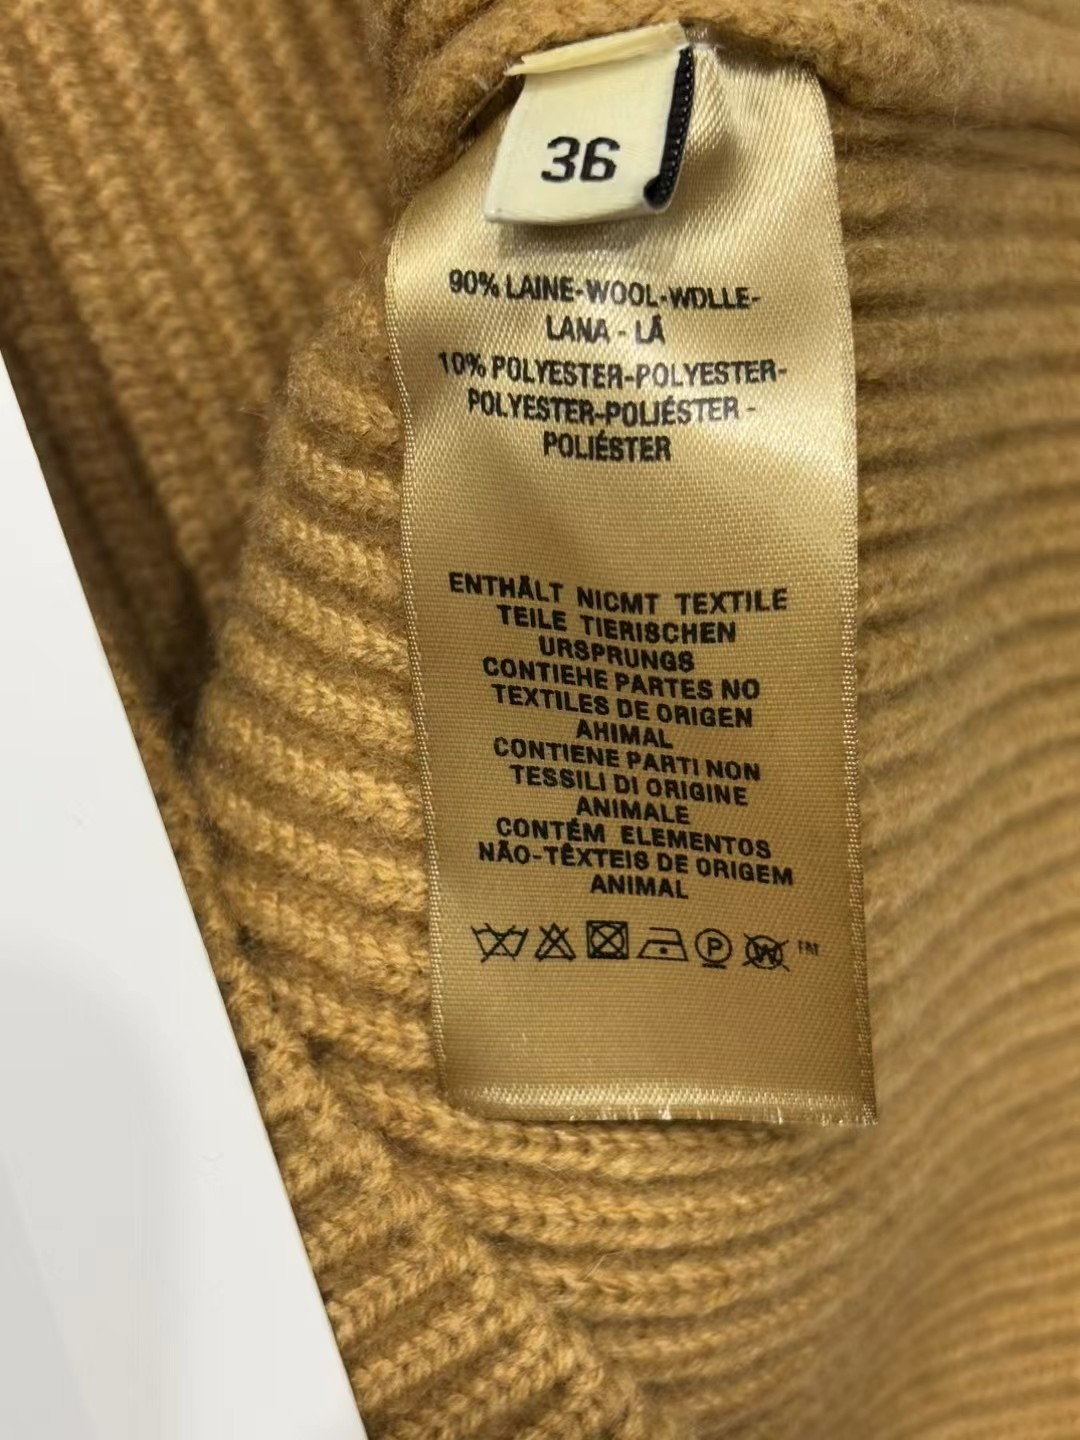 36
90% LAINE-WOOL-WDLLE-
LANA - LÁ
10% POLYESTER-POLYESTER-
POLYESTER-POLIÉSTER -
POLIÉSTER
ENTHÄLT NICMT TEXTILE
TEILE TIERISCHEN
URSPRUNGS
CONTIEHE PARTES NO
TEXTILES DE ORIGEN
AHIMAL
CONTIENE PARTI NON
TESSILI DI ORIGINE
ANIMALE
CONTÉM ELEMENTOS
NÃO-TÊXTEIS DE ORIGEM
ANIMAL
P W